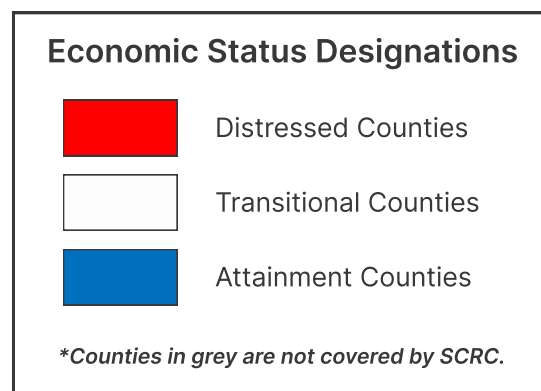 Economic Status Designations
Distressed Counties
Transitional Counties
Attainment Counties
*Counties in grey are not covered by SCRC.